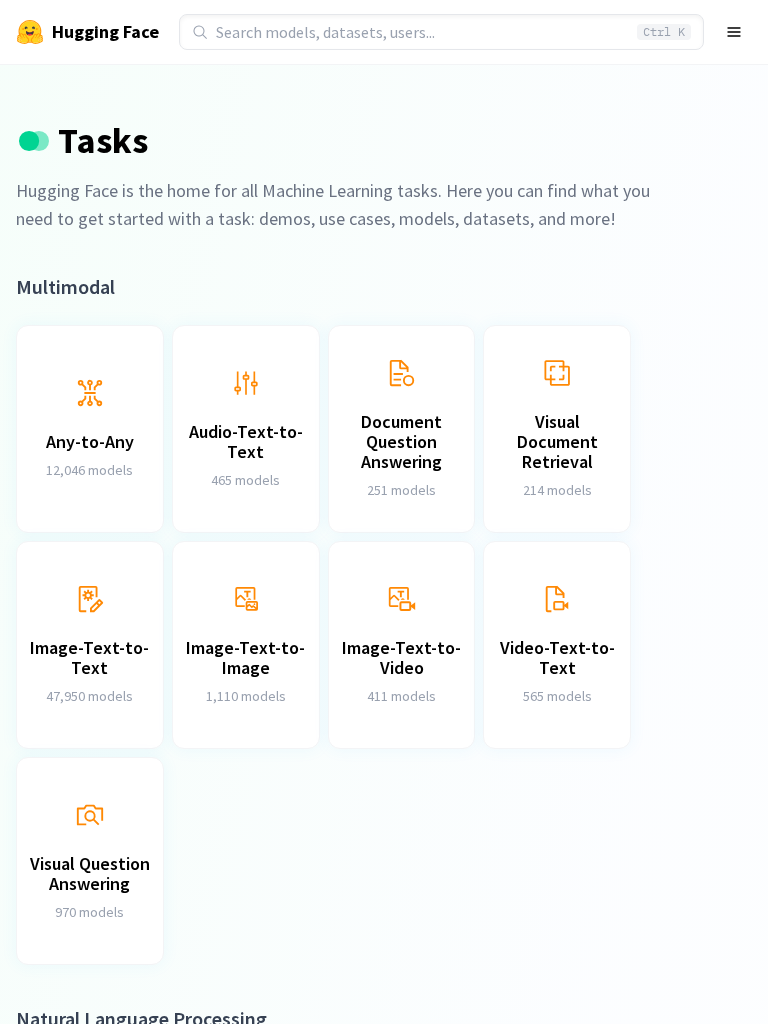 Hugging Face
Search models, datasets, users...
Ctrl K
Tasks
Hugging Face is the home for all Machine Learning tasks. Here you can find what you
need to get started with a task: demos, use cases, models, datasets, and more!
Multimodal
Any-to-Any
12,046 models
Audio-Text-to-
Text
465 models
Document
Question
Answering
251 models
Visual
Document
Retrieval
214 models
Image-Text-to-
Text
47,950 models
Image-Text-to-
Image
1,110 models
Image-Text-to-
Video
411 models
Video-Text-to-
Text
565 models
Visual Question
Answering
970 models
Natural Language Processing